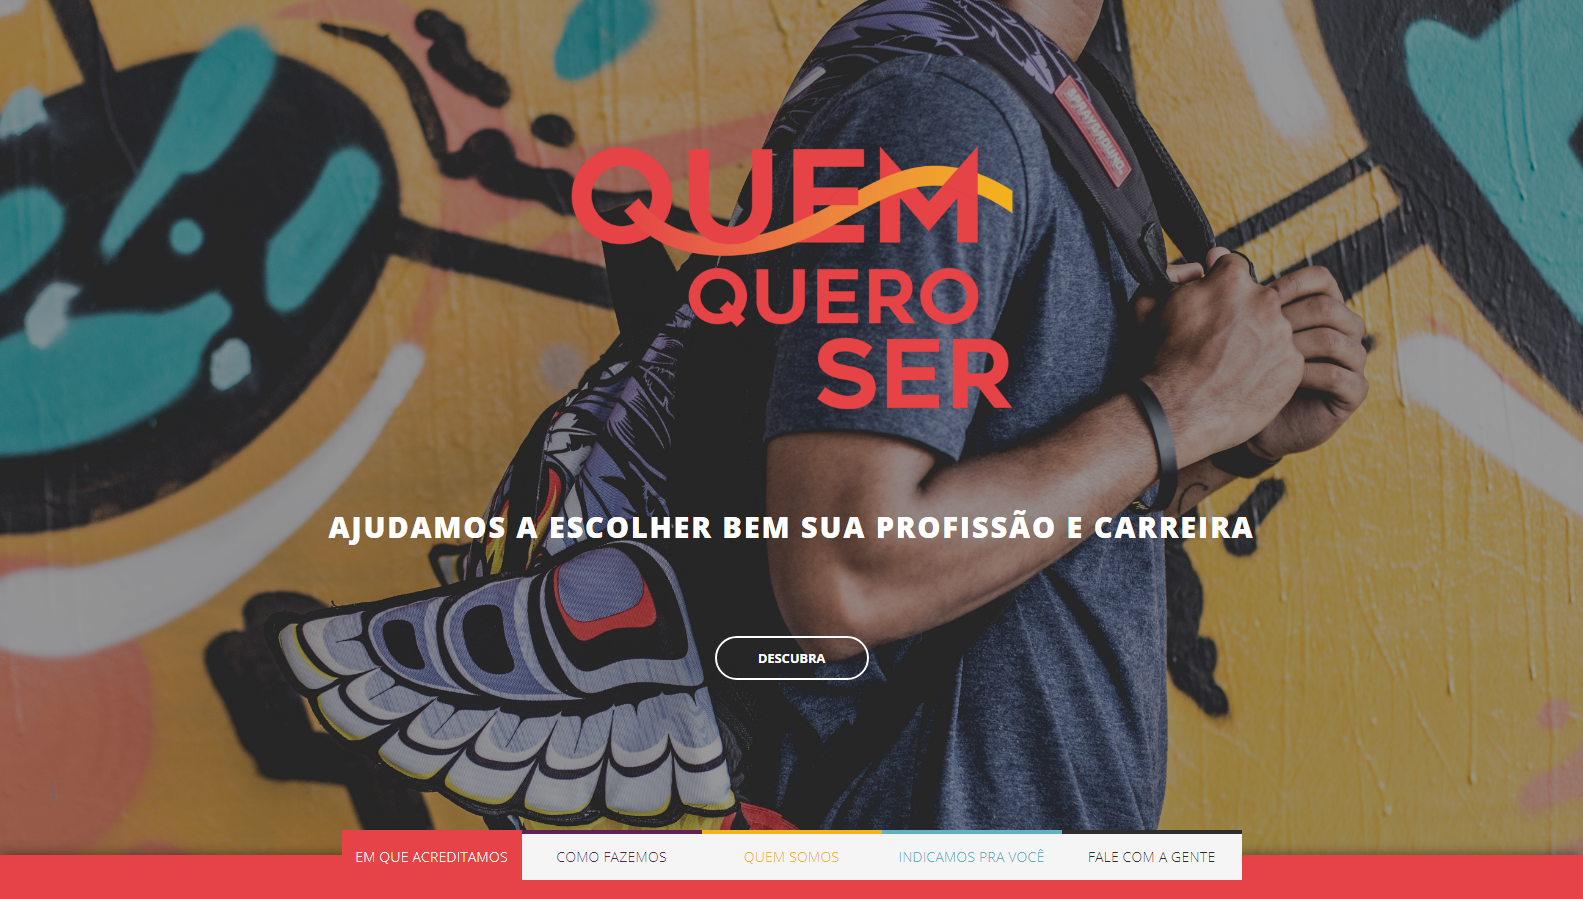 SPRAYGROUND
QUEM
QUERO
SER
AJUDAMOS A ESCOLHER BEM SUA PROFISSÃO E CARREIRA
DESCUBRA
EM QUE ACREDITAMOS
COMO FAZEMOS
QUEM SOMOS
INDICAMOS PRA VOCÊ
FALE COM A GENTE